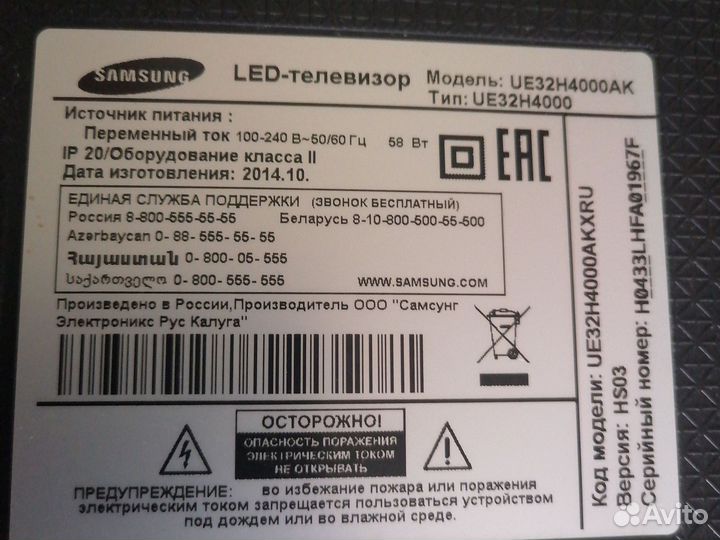 SAMSUNG
LED-телевизор
Модель: UE32H4000AK
Тип: UE32H4000
Источник питания :
Переменный ток 100-240 В~50/60 Гц 58 Вт
IP 20/Оборудование класса II
Дата изготовления: 2014.10.
EAC
ЕДИНАЯ СЛУЖБА ПОДДЕРЖКИ (ЗВОНОК БЕСПЛАТНЫЙ)
Россия 8-800-555-55-55 Беларусь 8-10-800-500-55-500
Azərbaycan 0- 88- 555- 55- 55
Հայաստան 0- 800- 05- 555
საქართველო 0- 800- 555- 555
WWW.SAMSUNG.COM
Произведено в России,Производитель ООО "Самсунг
Электроникс Рус Калуга"
ОСТОРОЖНО!
ОПАСНОСТЬ ПОРАЖЕНИЯ
ЭЛЕКТРИЧЕСКИМ ТОКОМ
НЕ ОТКРЫВАТЬ
ПРЕДУПРЕЖДЕНИЕ: во избежание пожара или поражения
электрическим током запрещается пользоваться устройством
под дождем или во влажной среде.
Код модели: UE32H4000AKXRU
Версия: HS03
Серийный номер: H0433LHFA01967F
Avito